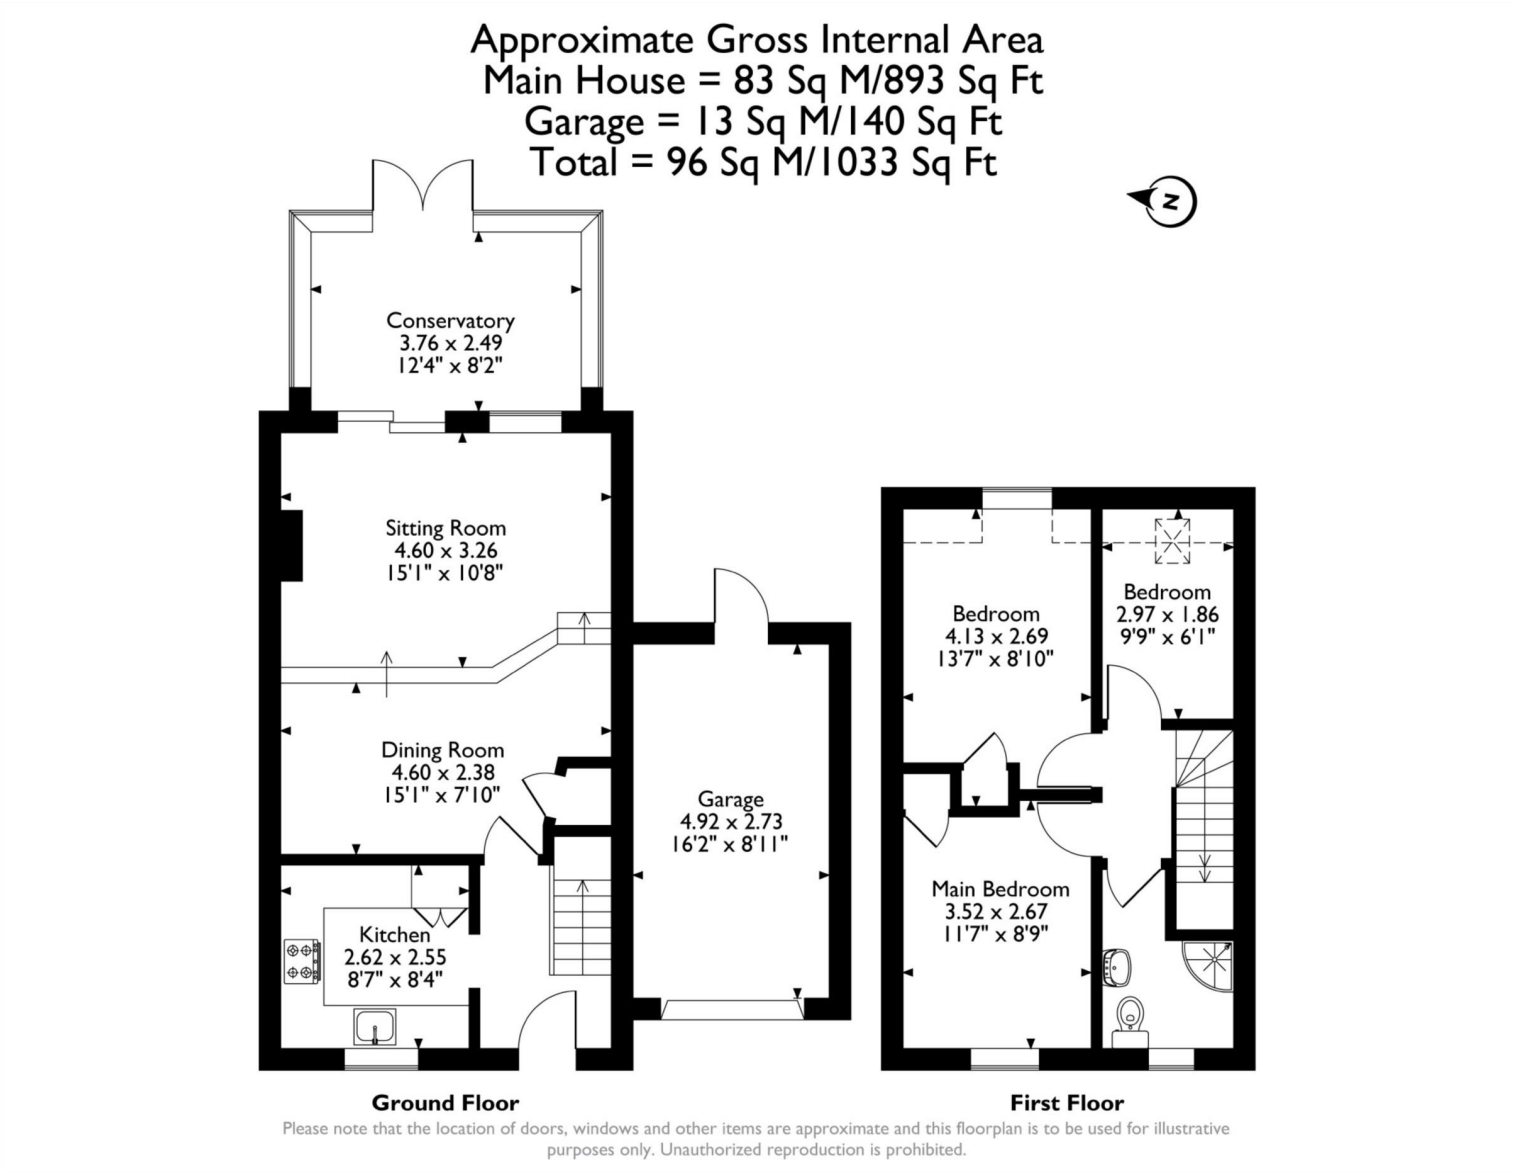 Approximate Gross Internal Area
Main House = 83 Sq M/893 Sq Ft
Garage = 13 Sq M/140 Sq Ft
Total = 96 Sq M/1033 Sq Ft
N
Conservatory
3.76 x 2.49
12'4" x 8'2"
Sitting Room
4.60 x 3.26
15'1" x 10'8"
Dining Room
4.60 x 2.38
15'1" x 7'10"
Kitchen
2.62 x 2.55
8'7" x 8'4"
Garage
4.92 x 2.73
16'2" x 8'11"
Bedroom
4.13 x 2.69
13'7" x 8'10"
Bedroom
2.97 x 1.86
9'9" x 6'1"
Main Bedroom
3.52 x 2.67
11'7" x 8'9"
Ground Floor
First Floor
Please note that the location of doors, windows and other items are approximate and this floorplan is to be used for illustrative
purposes only. Unauthorized reproduction is prohibited.